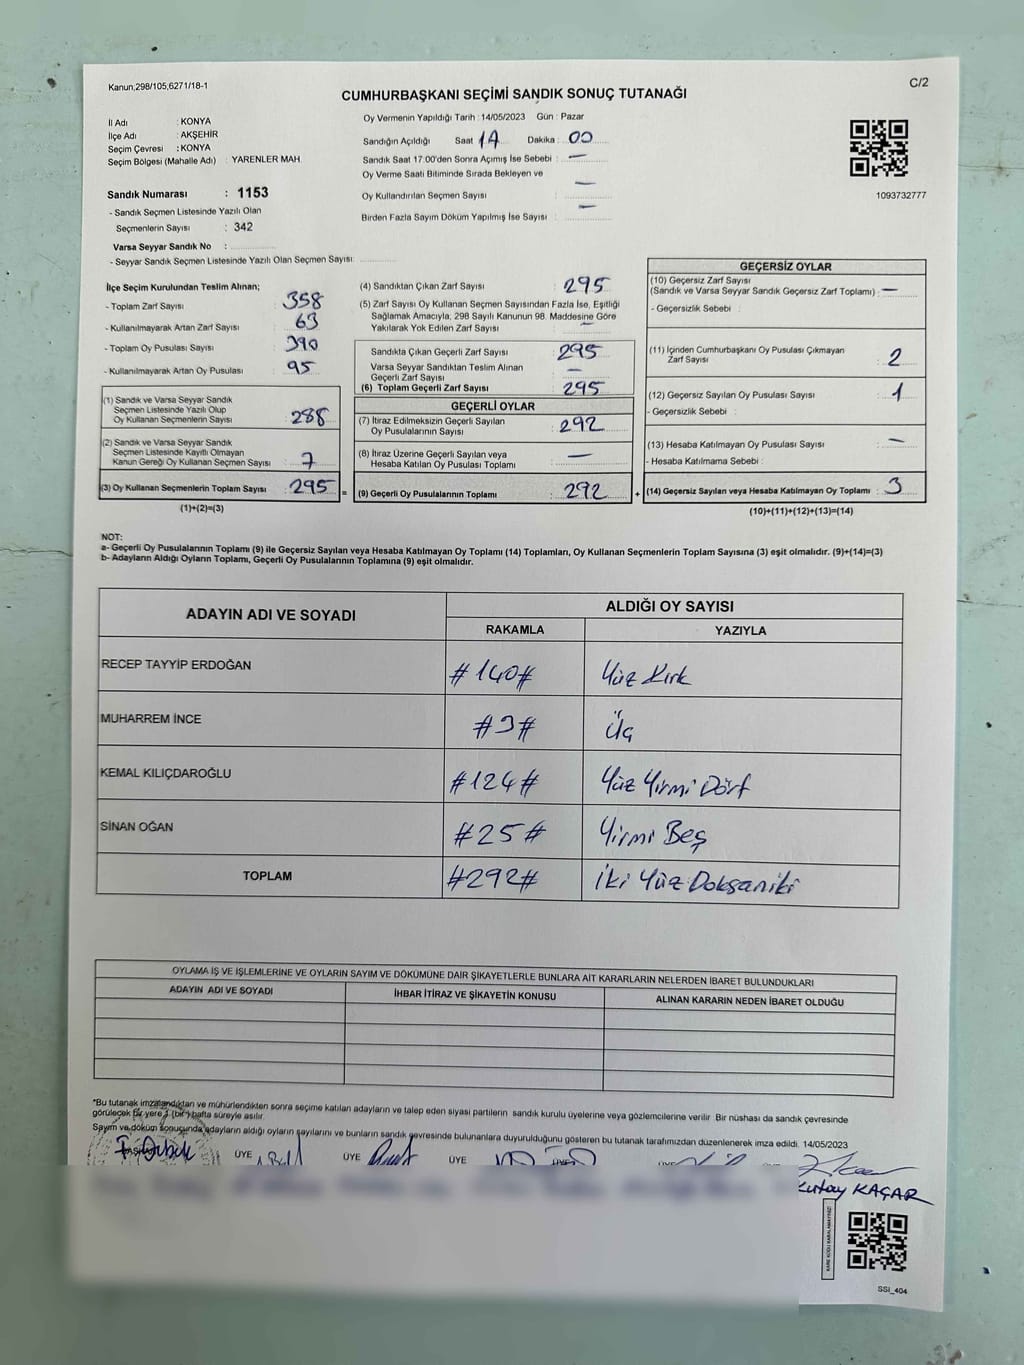 Kanun;298/105;6271/18-1
C/2
CUMHURBAŞKANI SEÇİMİ SANDIK SONUÇ TUTANAĞI
İl Adı : KONYA
İlçe Adı : AKŞEHİR
Seçim Çevresi : KONYA
Seçim Bölgesi (Mahalle Adı) : YARENLER MAH.
Sandık Numarası : 1153
- Sandık Seçmen Listesinde Yazılı Olan
Seçmenlerin Sayısı : 342
Varsa Seyyar Sandık No :
- Seyyar Sandık Seçmen Listesinde Yazılı Olan Seçmen Sayısı:
Oy Vermenin Yapıldığı Tarih : 14/05/2023 Gün : Pazar
Sandığın Açıldığı Saat 17 Dakika : 00
Sandık Saat 17:00'den Sonra Açımış İse Sebebi : —
Oy Verme Saati Bitiminde Sırada Bekleyen ve
Oy Kullandırılan Seçmen Sayısı : —
Birden Fazla Sayım Döküm Yapılmış İse Sayısı : —
1093732777
İlçe Seçim Kurulundan Teslim Alınan;
- Toplam Zarf Sayısı : 358
- Kullanılmayarak Artan Zarf Sayısı : 63
- Toplam Oy Pusulası Sayısı : 390
- Kullanılmayarak Artan Oy Pusulası : 95
(1) Sandık ve Varsa Seyyar Sandık
Seçmen Listesinde Yazılı Olup
Oy Kullanan Seçmenlerin Sayısı : 288
(2) Sandık ve Varsa Seyyar Sandık
Seçmen Listesinde Kayıtlı Olmayan
Kanun Gereği Oy Kullanan Seçmen Sayısı : 7
(3) Oy Kullanan Seçmenlerin Toplam Sayısı : 295
(1)+(2)=(3)
(4) Sandıktan Çıkan Zarf Sayısı : 295
(5) Zarf Sayısı Oy Kullanan Seçmen Sayısından Fazla İse, Eşitliği
Sağlamak Amacıyla, 298 Sayılı Kanunun 98. Maddesine Göre
Yakılarak Yok Edilen Zarf Sayısı : —
Sandıkta Çıkan Geçerli Zarf Sayısı : 295
Varsa Seyyar Sandıktan Teslim Alınan
Geçerli Zarf Sayısı : —
(6) Toplam Geçerli Zarf Sayısı : 295
GEÇERLİ OYLAR
(7) İtiraz Edilmeksizin Geçerli Sayılan
Oy Pusulalarının Sayısı : 292
(8) İtiraz Üzerine Geçerli Sayılan veya
Hesaba Katılan Oy Pusulası Toplamı : —
= (9) Geçerli Oy Pusulalarının Toplamı : 292
GEÇERSİZ OYLAR
(10) Geçersiz Zarf Sayısı
(Sandık ve Varsa Seyyar Sandık Geçersiz Zarf Toplamı) : —
- Geçersizlik Sebebi :
(11) İçinden Cumhurbaşkanı Oy Pusulası Çıkmayan
Zarf Sayısı : 2
(12) Geçersiz Sayılan Oy Pusulası Sayısı : 1
- Geçersizlik Sebebi :
(13) Hesaba Katılmayan Oy Pusulası Sayısı : —
- Hesaba Katılmama Sebebi :
+ (14) Geçersiz Sayılan veya Hesaba Katılmayan Oy Toplamı : 3
(10)+(11)+(12)+(13)=(14)
NOT:
a- Geçerli Oy Pusulalarının Toplamı (9) ile Geçersiz Sayılan veya Hesaba Katılmayan Oy Toplamı (14) Toplamları, Oy Kullanan Seçmenlerin Toplam Sayısına (3) eşit olmalıdır. (9)+(14)=(3)
b- Adayların Aldığı Oyların Toplamı, Geçerli Oy Pusulalarının Toplamına (9) eşit olmalıdır.
ADAYIN ADI VE SOYADI
ALDIĞI OY SAYISI
RAKAMLA YAZIYLA
RECEP TAYYİP ERDOĞAN #140# Yüz Kırk
MUHARREM İNCE #3# Üç
KEMAL KILIÇDAROĞLU #124# Yüz Yirmi Dört
SİNAN OĞAN #25# Yirmi Beş
TOPLAM #292# İki Yüz Doksaniki
OYLAMA İŞ VE İŞLEMLERİNE VE OYLARIN SAYIM VE DÖKÜMÜNE DAİR ŞİKAYETLERLE BUNLARA AİT KARARLARIN NELERDEN İBARET BULUNDUKLARI
ADAYIN ADI VE SOYADI İHBAR İTİRAZ VE ŞİKAYETİN KONUSU ALINAN KARARIN NEDEN İBARET OLDUĞU
*Bu tutanak imzalandıktan ve mühürlendikten sonra seçime katılan adayların ve talep eden siyasi partilerin sandık kurulu üyelerine veya gözlemcilerine verilir. Bir nüshası da sandık çevresinde
görülecek bir yere 1 (bir) hafta süreyle asılır.
Sayım ve döküm sonucunda adayların aldığı oyların sayılarını ve bunların sandık çevresinde bulunanlara duyurulduğunu gösteren bu tutanak tarafımızdan düzenlenerek imza edildi. 14/05/2023
ÜYE ÜYE ÜYE ÜYE
Kutay KAÇAR
SSI_404